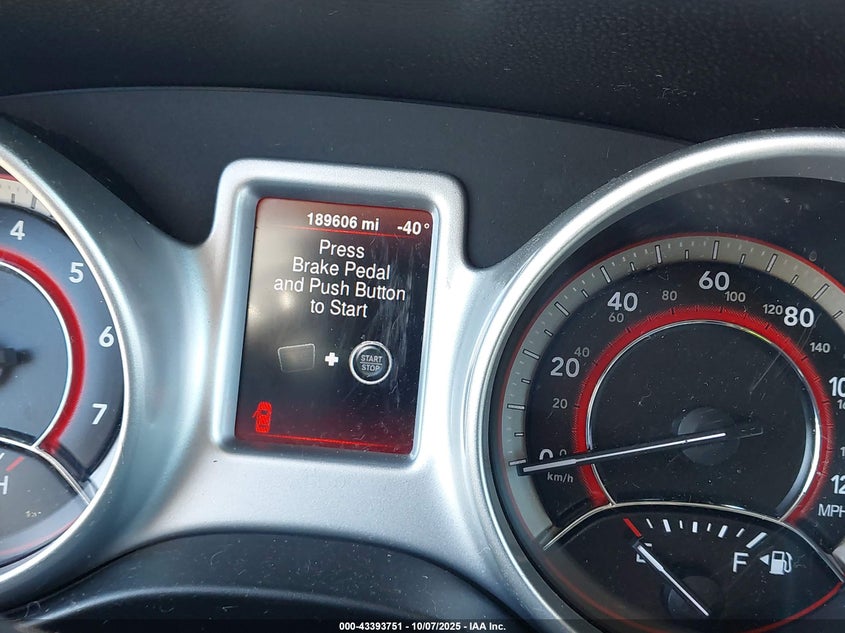 189606 mi -40°
Press
Brake Pedal
and Push Button
to Start
START
STOP
4
5
6
7
H
0
20
40
60
80
0
20
40
60
80
100
120
140
km/h
MPH
F
000-43393751 - 10/07/2025 - IAA Inc.